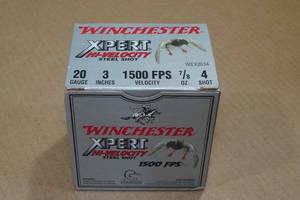 WINCHESTER
XPERT
HI-VELOCITY
STEEL SHOT
WEX2034
20 3 1500 FPS 7/8 4
GAUGE INCHES VELOCITY OZ. SHOT
WINCHESTER
XPERT
HI-VELOCITY
STEEL SHOT
1500 FPS